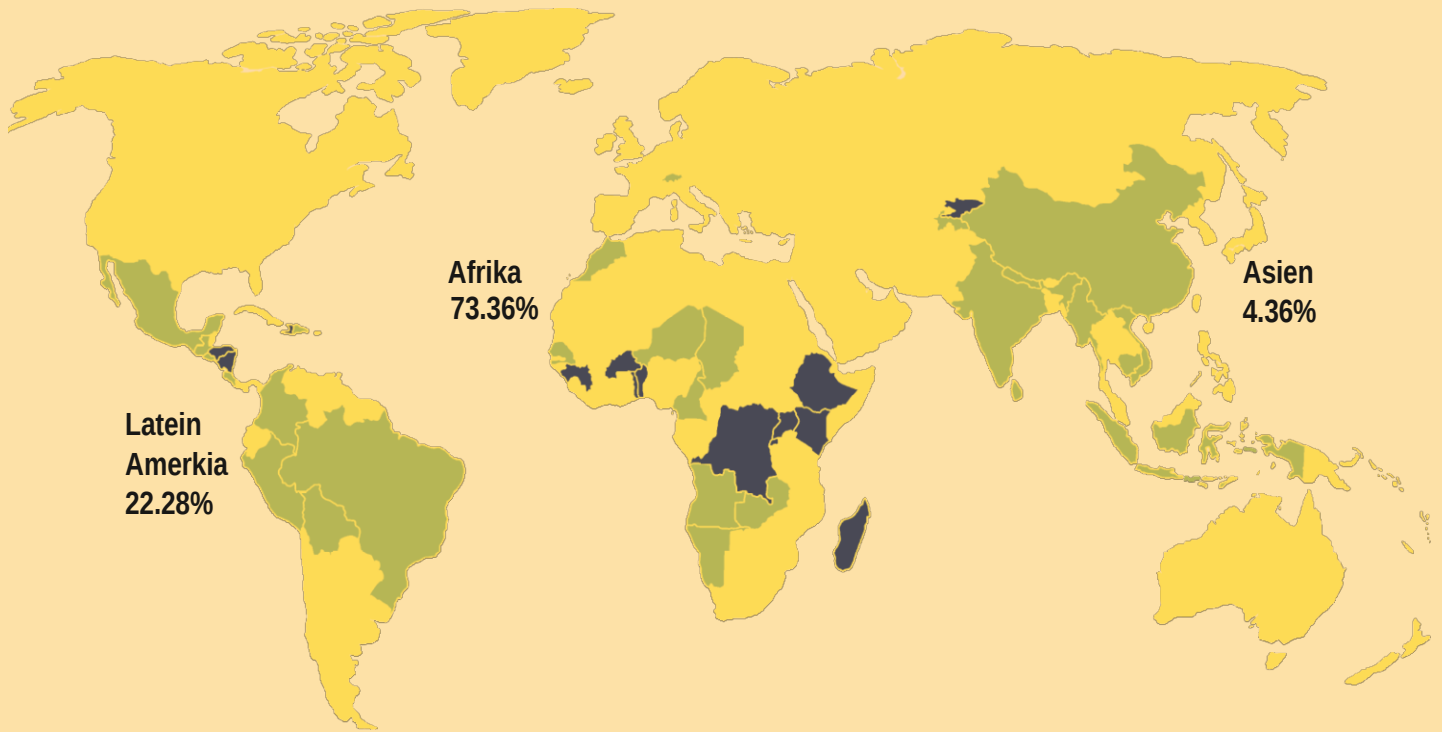 Afrika
73.36%
Asien
4.36%
Latein
Amerkia
22.28%